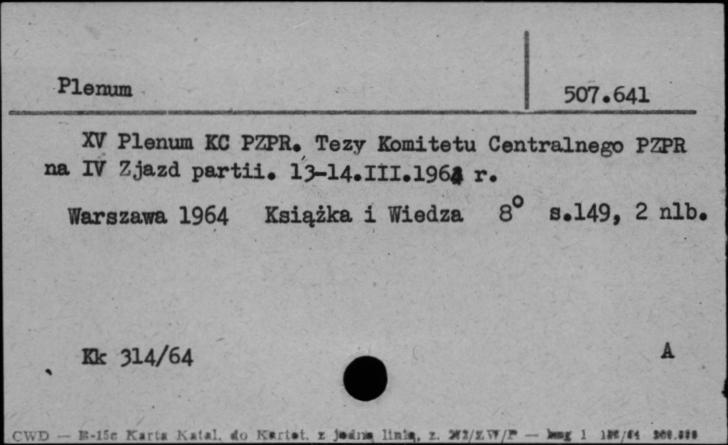 Plenum
507.641
XV Plenum KC PZPR. Tezy Komitetu Centralnego PZPR
na IV Zjazd partii. 13-14.III.1964 r.
Warszawa 1964 Książka i Wiedza 8° s.149, 2 nlb.
Kk 314/64
A
CWD — E-15c Karta Katal. do Kartot. z jedną linią, z.